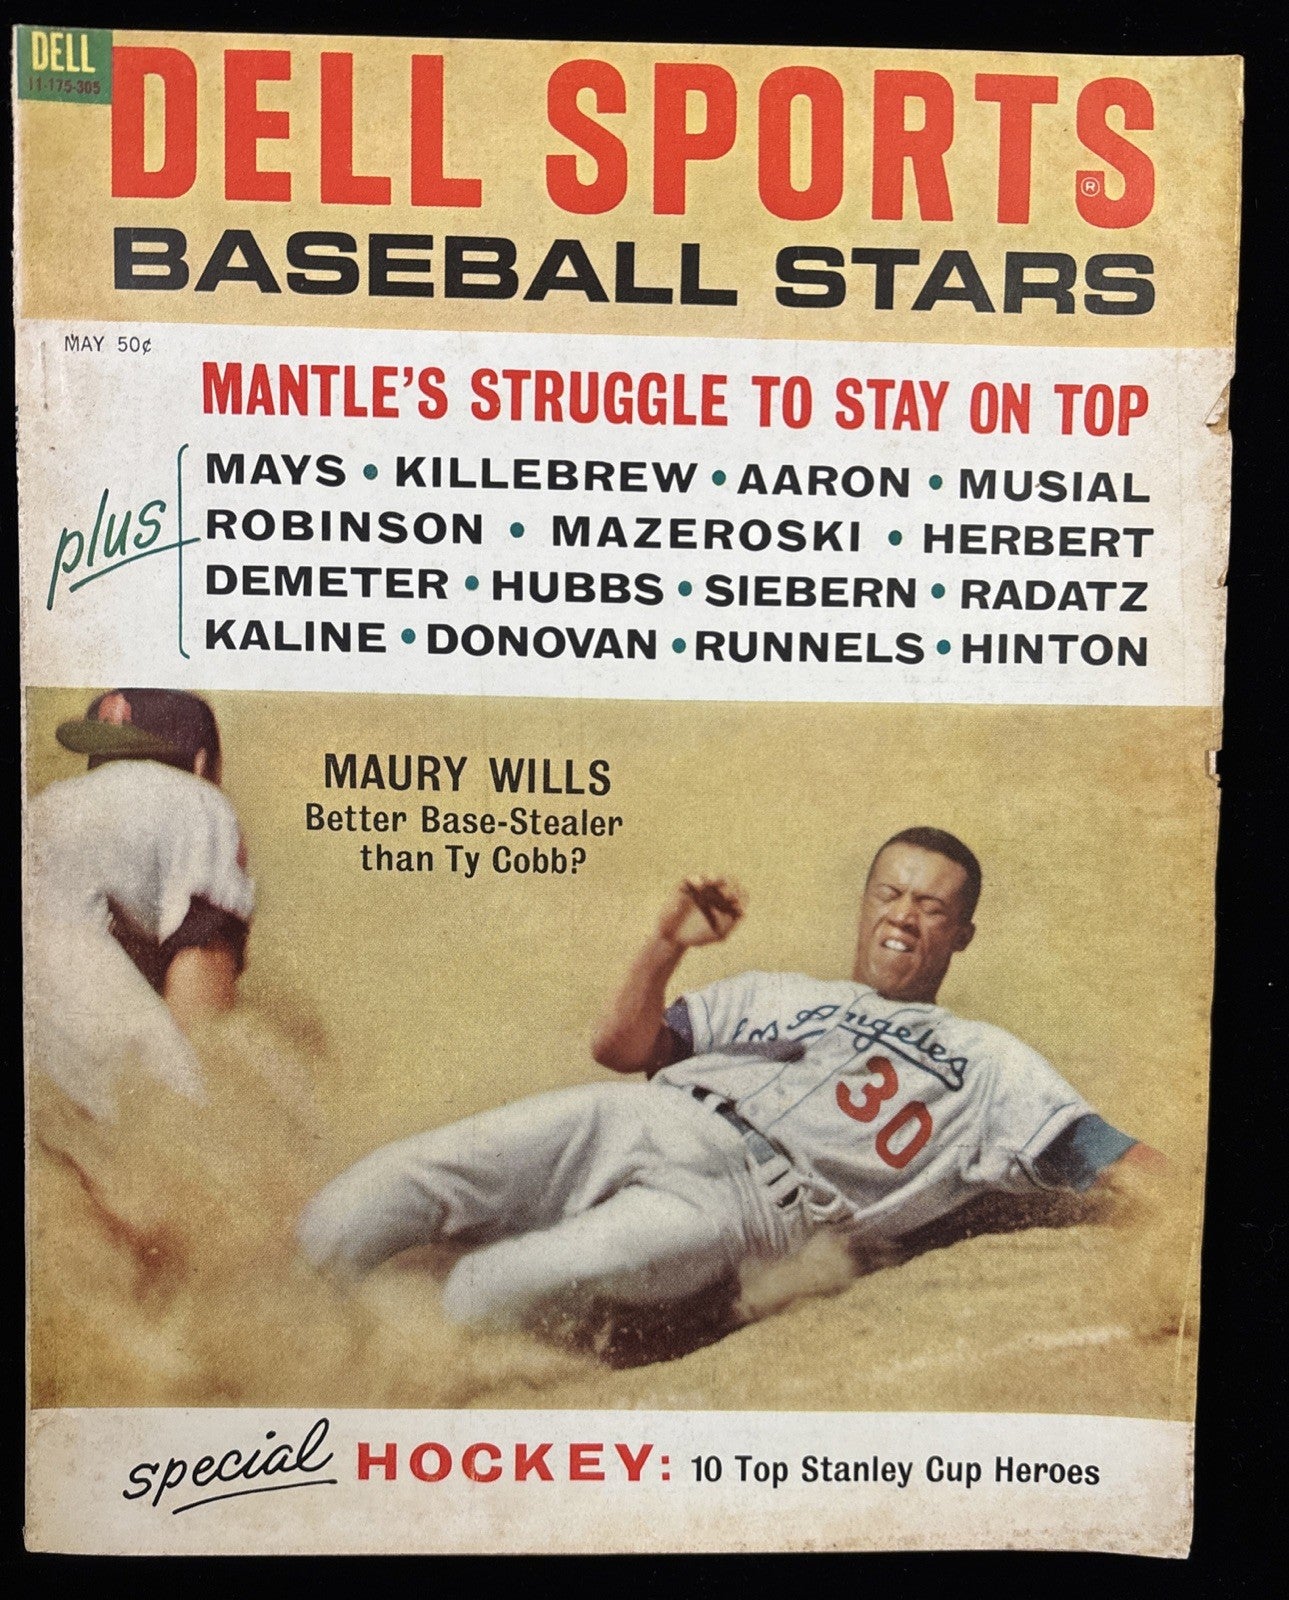 DELL
11-175-305
DELL SPORTS
®
BASEBALL STARS
MAY 50¢
MANTLE'S STRUGGLE TO STAY ON TOP
plus
MAYS • KILLEBREW • AARON • MUSIAL
ROBINSON • MAZEROSKI • HERBERT
DEMETER • HUBBS • SIEBERN • RADATZ
KALINE • DONOVAN • RUNNELS • HINTON
MAURY WILLS
Better Base-Stealer
than Ty Cobb?
Los Angeles
30
special HOCKEY: 10 Top Stanley Cup Heroes